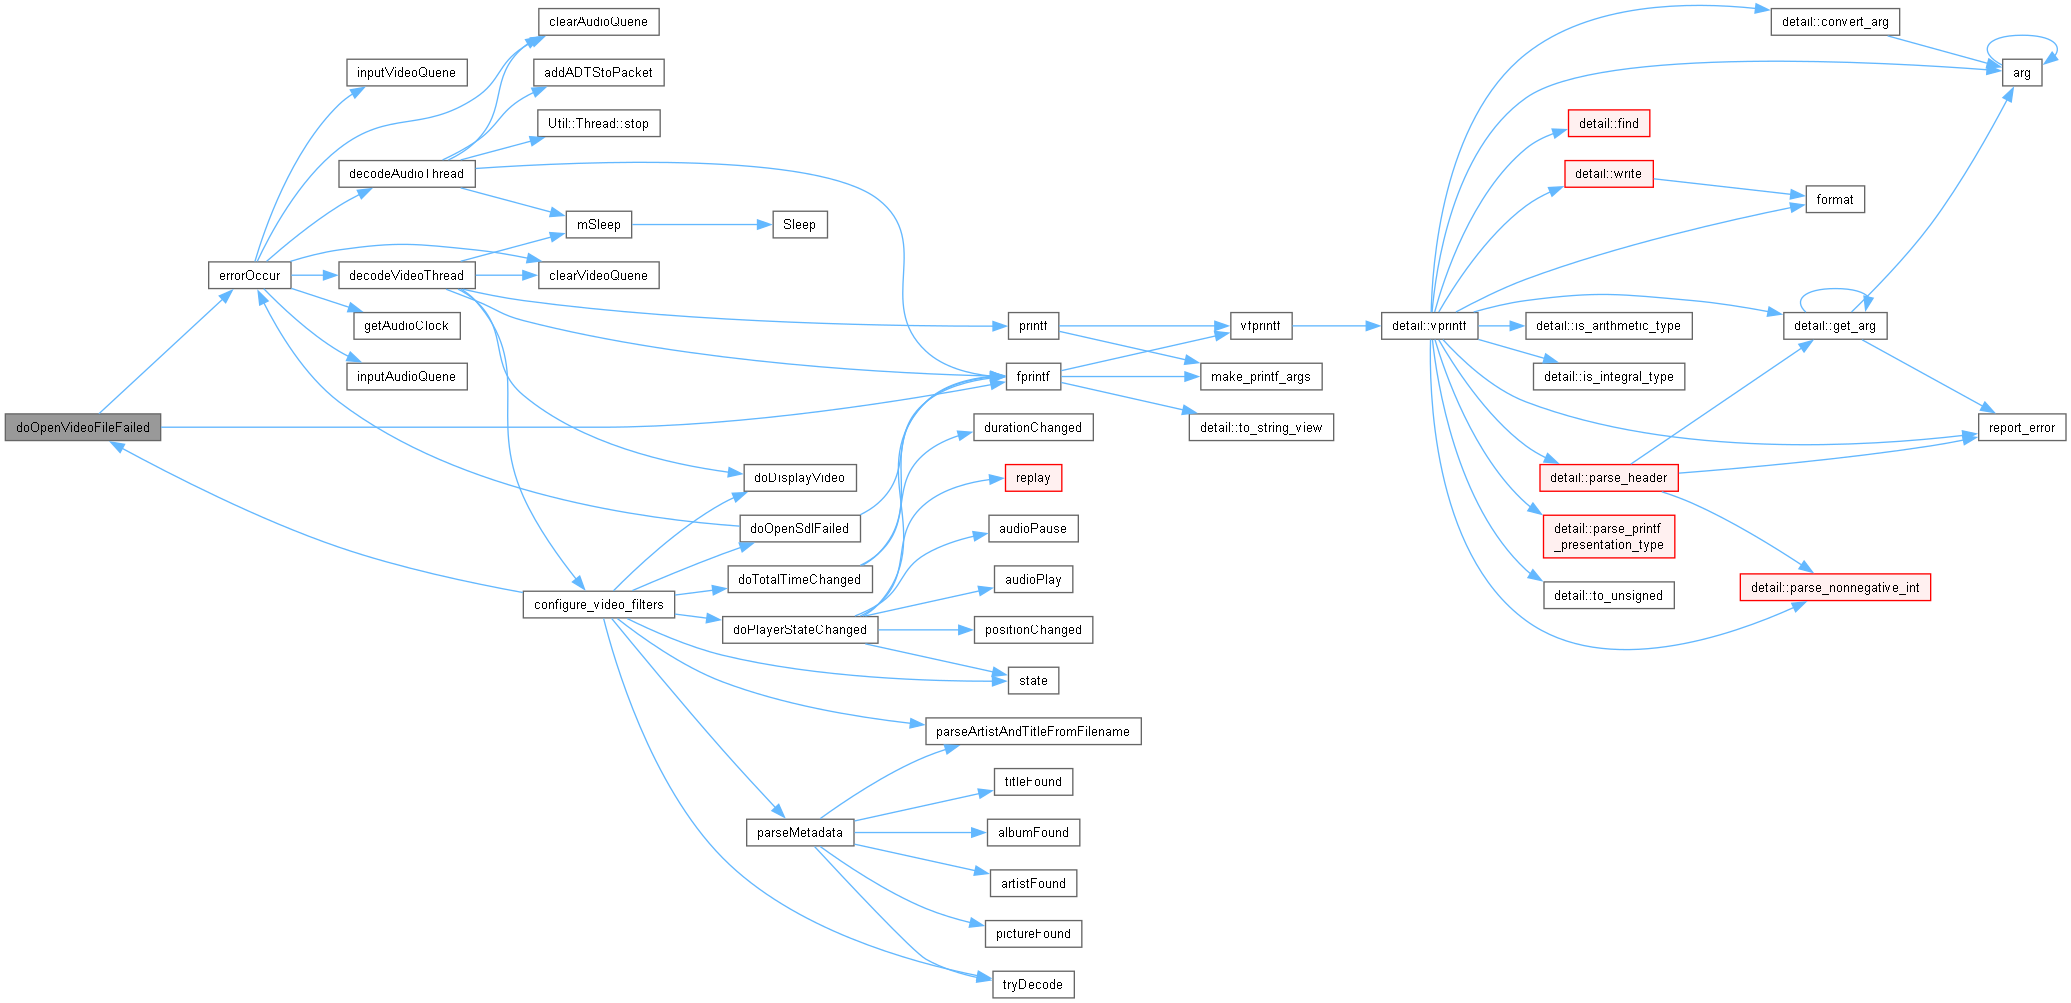 doOpenVideoFileFailed
errorOccur
inputVideoQuene
decodeAudioThread
decodeVideoThread
getAudioClock
inputAudioQuene
clearAudioQuene
addADTStoPacket
Util::Thread::stop
mSleep
clearVideoQuene
configure_video_filters
Sleep
doDisplayVideo
doOpenSdlFailed
doTotalTimeChanged
doPlayerStateChanged
parseMetadata
printf
fprintf
durationChanged
replay
audioPause
audioPlay
positionChanged
state
parseArtistAndTitleFromFilename
titleFound
albumFound
artistFound
pictureFound
tryDecode
vfprintf
make_printf_args
detail::to_string_view
detail::vprintf
detail::find
detail::write
detail::is_arithmetic_type
detail::is_integral_type
detail::parse_header
detail::parse_printf
_presentation_type
detail::to_unsigned
detail::convert_arg
format
detail::get_arg
detail::parse_nonnegative_int
arg
report_error